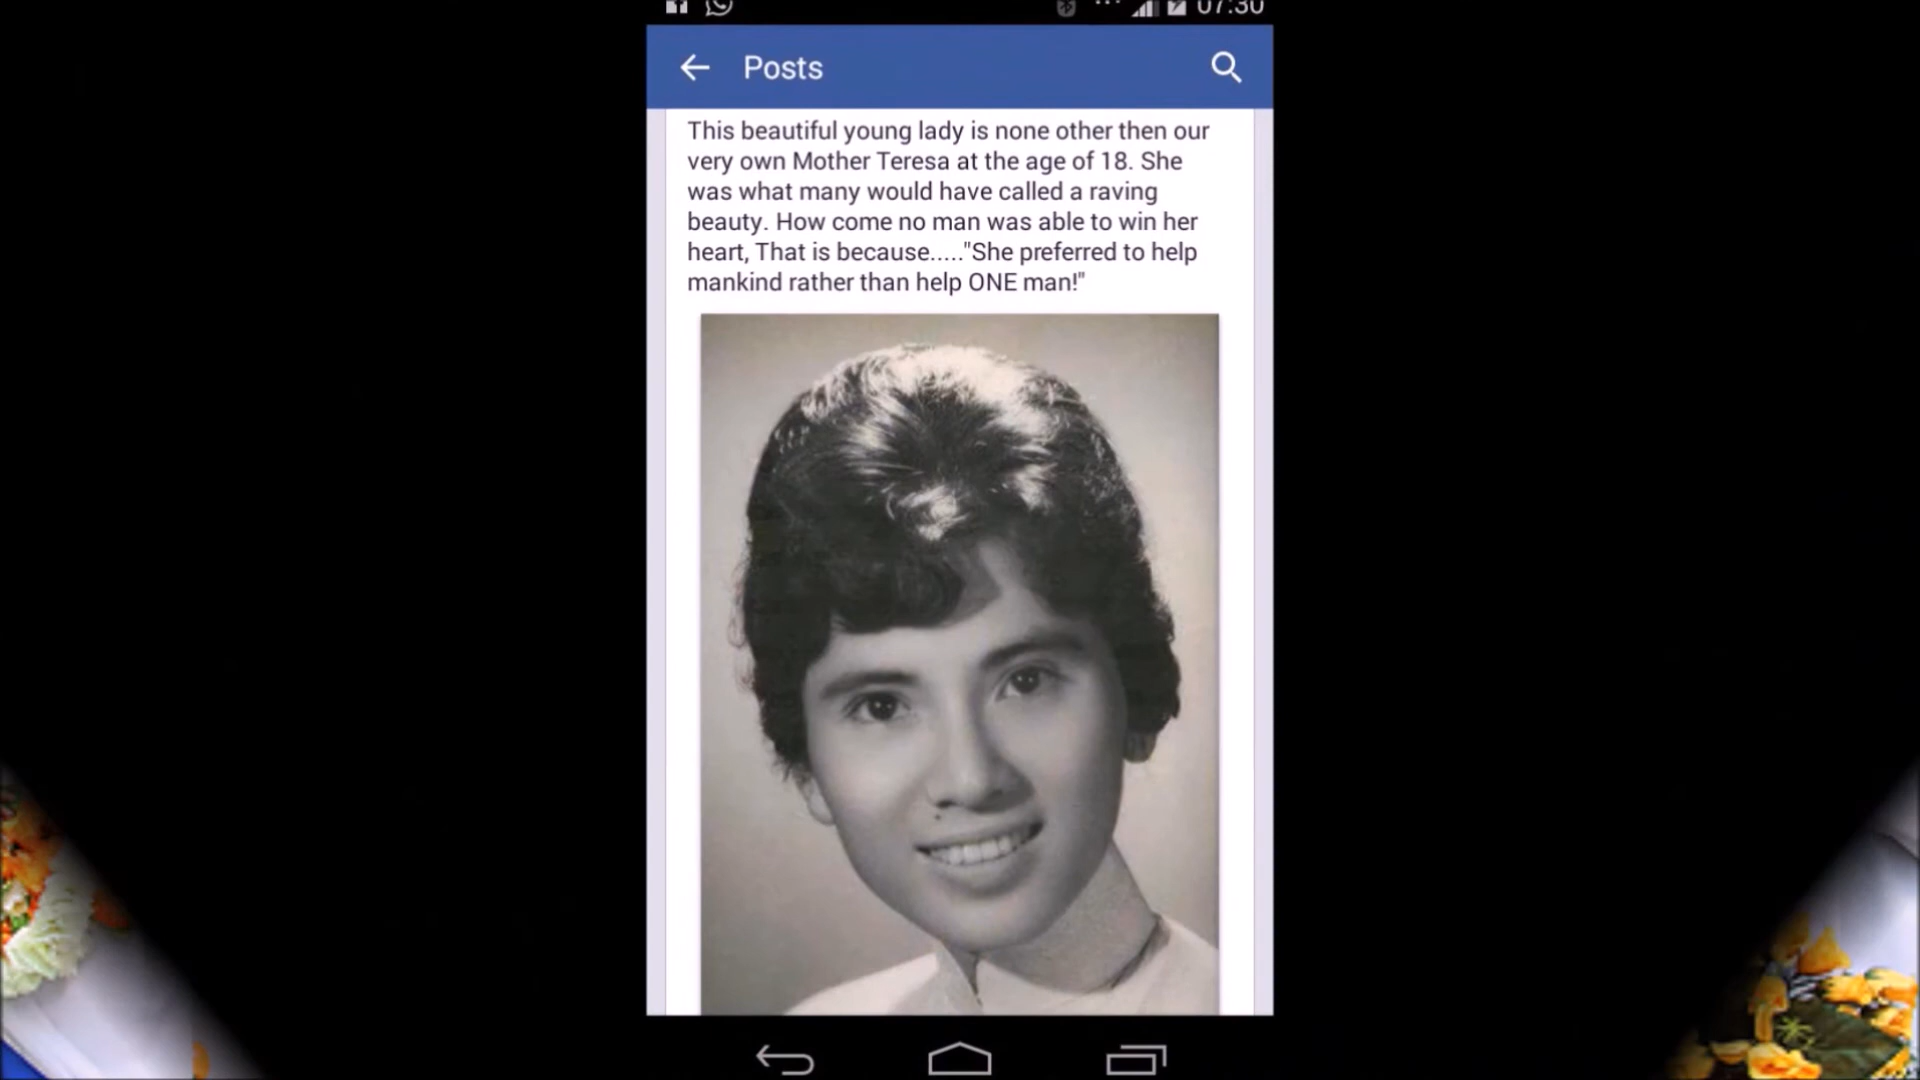 07:30
Posts
This beautiful young lady is none other then our
very own Mother Teresa at the age of 18. She
was what many would have called a raving
beauty. How come no man was able to win her
heart, That is because....."She preferred to help
mankind rather than help ONE man!"